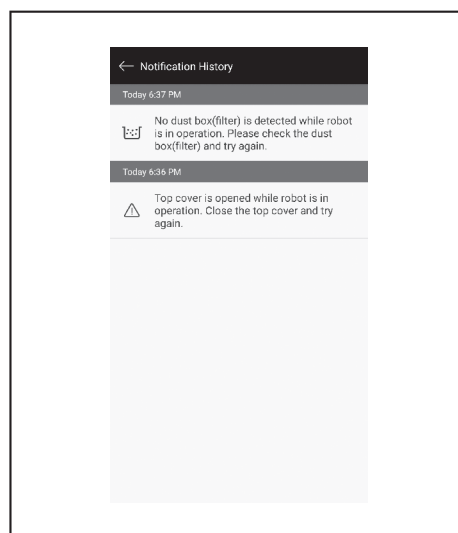 ← Notification History
Today 6:37 PM
No dust box(filter) is detected while robot
is in operation. Please check the dust
box(filter) and try again.
Today 6:36 PM
Top cover is opened while robot is in
operation. Close the top cover and try
again.